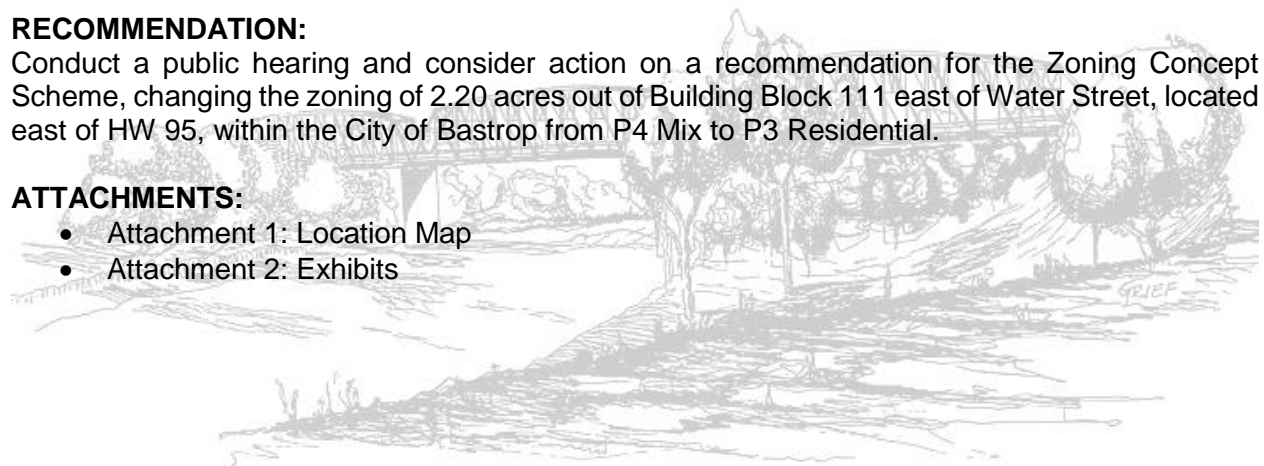 RECOMMENDATION:
Conduct a public hearing and consider action on a recommendation for the Zoning Concept
Scheme, changing the zoning of 2.20 acres out of Building Block 111 east of Water Street, located
east of HW 95, within the City of Bastrop from P4 Mix to P3 Residential.
ATTACHMENTS:
• Attachment 1: Location Map
• Attachment 2: Exhibits
GRIEF